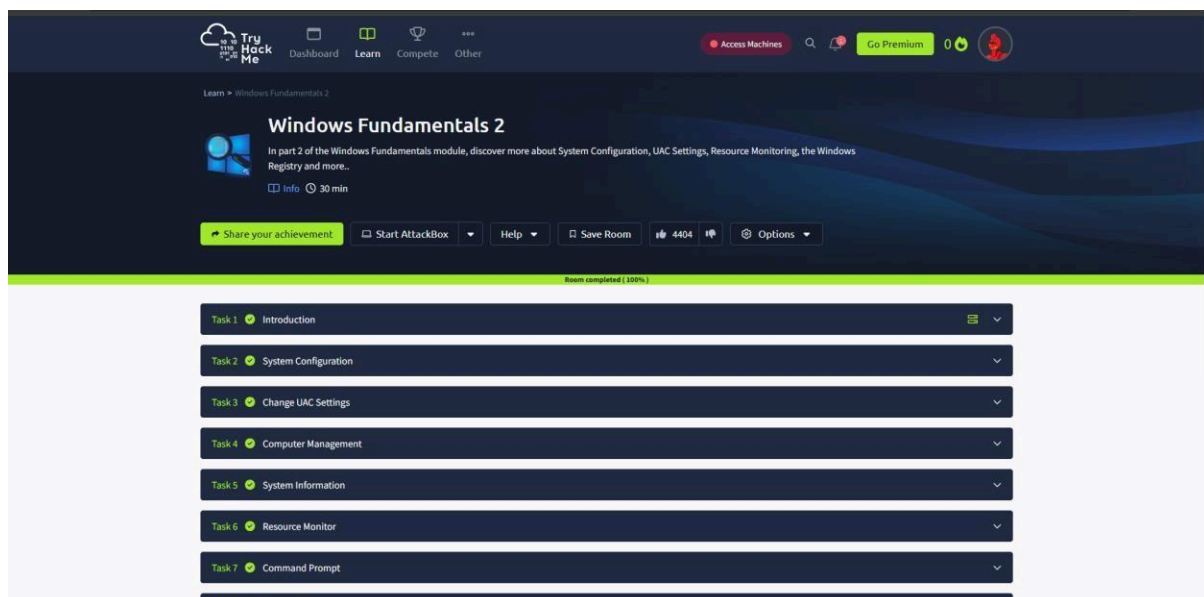 Try
Hack
Me
Dashboard
Learn
Compete
Other
Access Machines
Go Premium
0
Learn > Windows Fundamentals 2
Windows Fundamentals 2
In part 2 of the Windows Fundamentals module, discover more about System Configuration, UAC Settings, Resource Monitoring, the Windows
Registry and more..
Info 30 min
Share your achievement
Start AttackBox
Help
Save Room
4404
Options
Room completed ( 100% )
Task 1 Introduction
Task 2 System Configuration
Task 3 Change UAC Settings
Task 4 Computer Management
Task 5 System Information
Task 6 Resource Monitor
Task 7 Command Prompt